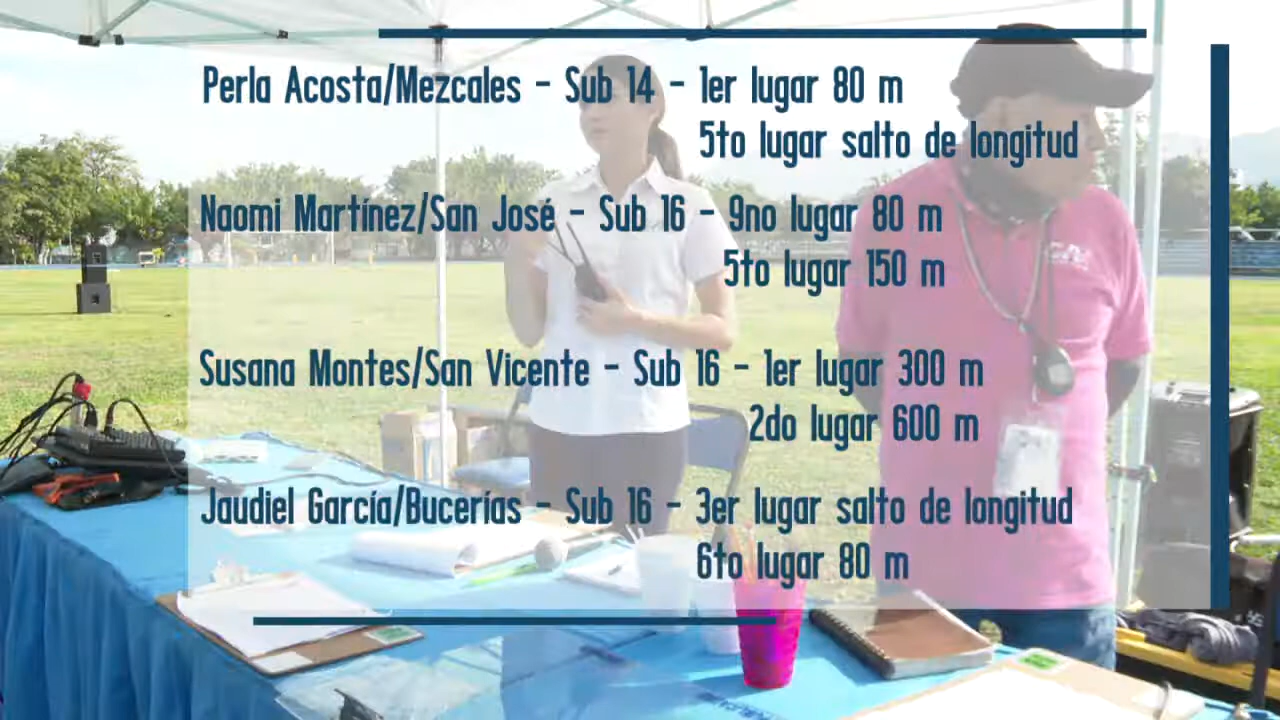 Perla Acosta/Mezcales - Sub 14 - 1er lugar 80 m
5to lugar salto de longitud
Naomi Martínez/San José - Sub 16 - 9no lugar 80 m
5to lugar 150 m
Susana Montes/San Vicente - Sub 16 - 1er lugar 300 m
2do lugar 600 m
Jaudiel García/Bucerías - Sub 16 - 3er lugar salto de longitud
6to lugar 80 m